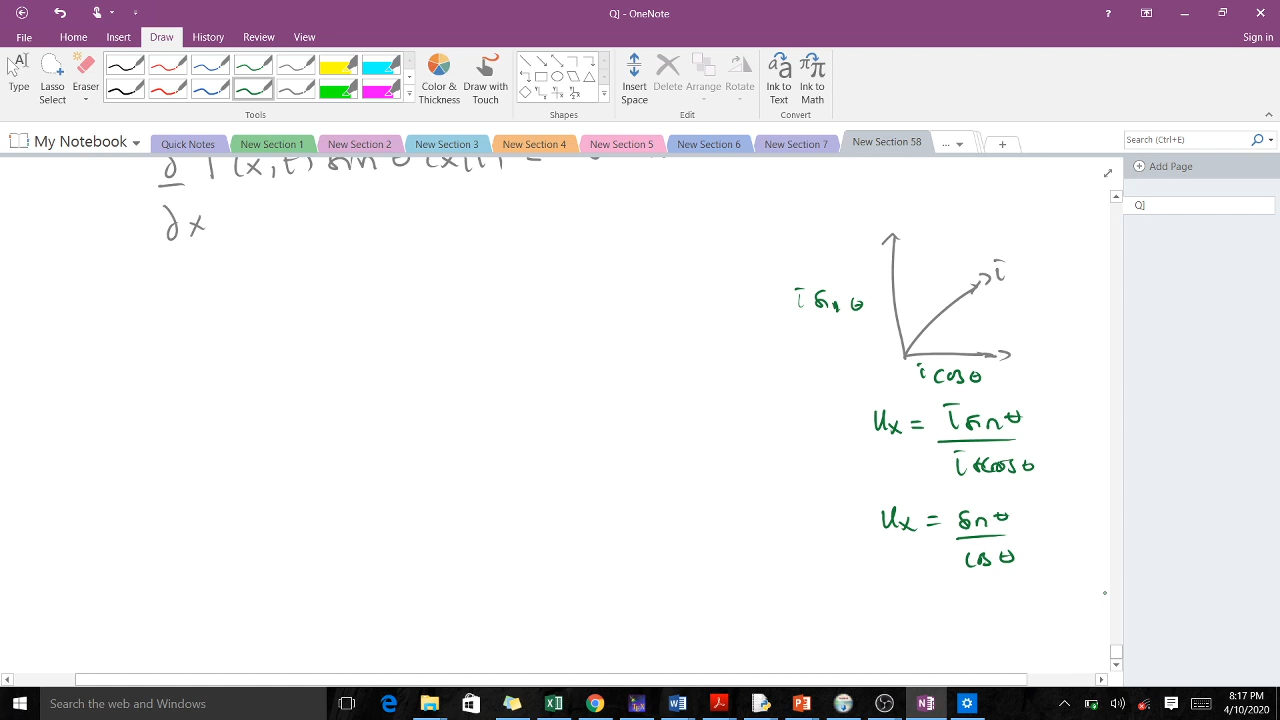 Q] - OneNote
? Sign in
File Home Insert Draw History Review View
Type Lasso Select Eraser Color & Thickness Draw with Touch Insert Space Delete Arrange Rotate Ink to Text Ink to Math
Tools Shapes Edit Convert
My Notebook Quick Notes New Section 1 New Section 2 New Section 3 New Section 4 New Section 5 New Section 6 New Section 7 New Section 58 ... +
Search (Ctrl+E)
Add Page
Q]
∂ T(x,t) sin θ (x,t) =
∂x
T
T sin θ
T cos θ
Ux = T sin θ
T cos θ
Ux = sin θ
cos θ
Search the web and Windows
8:17 PM
4/10/2020